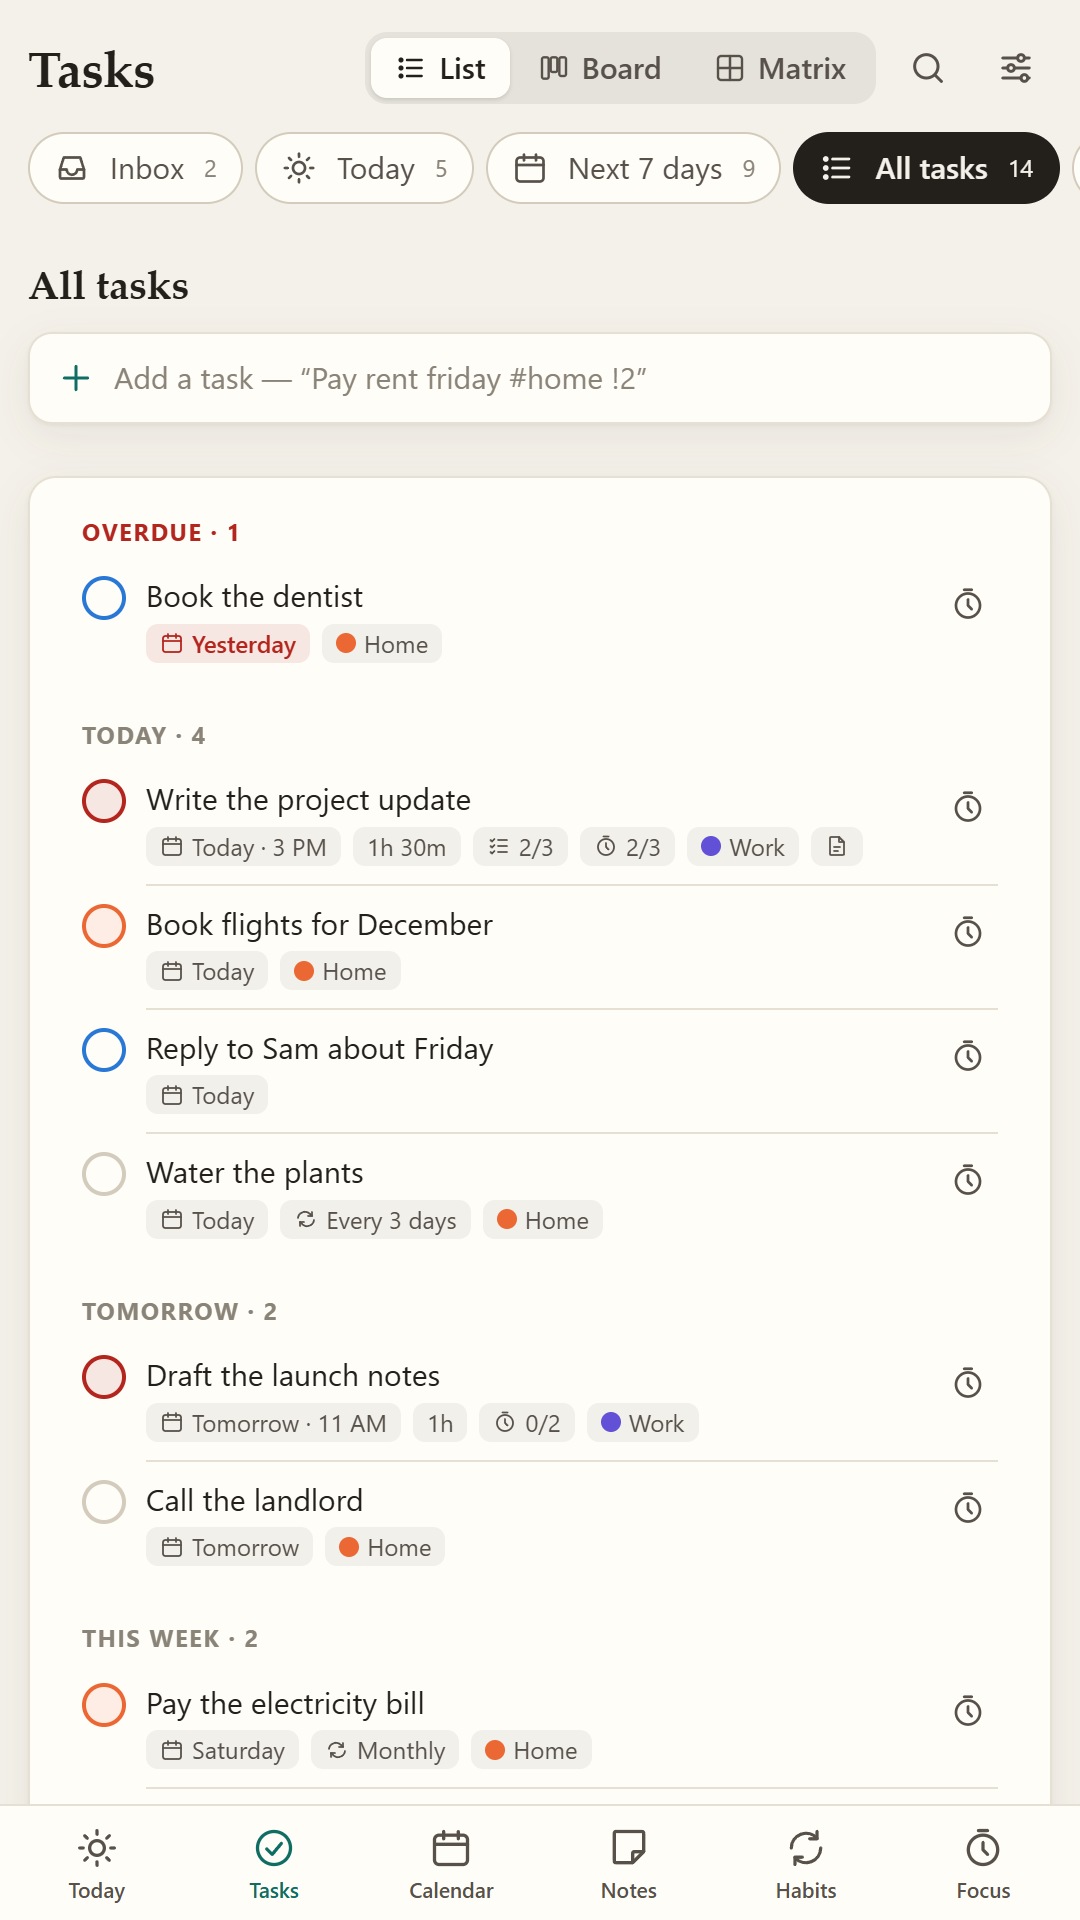 Tasks
List
Board
Matrix
Inbox 2
Today 5
Next 7 days 9
All tasks 14
All tasks
Add a task — “Pay rent friday #home !2”
OVERDUE · 1
Book the dentist
Yesterday
Home
TODAY · 4
Write the project update
Today · 3 PM
1h 30m
2/3
2/3
Work
Book flights for December
Today
Home
Reply to Sam about Friday
Today
Water the plants
Today
Every 3 days
Home
TOMORROW · 2
Draft the launch notes
Tomorrow · 11 AM
1h
0/2
Work
Call the landlord
Tomorrow
Home
THIS WEEK · 2
Pay the electricity bill
Saturday
Monthly
Home
Today
Tasks
Calendar
Notes
Habits
Focus